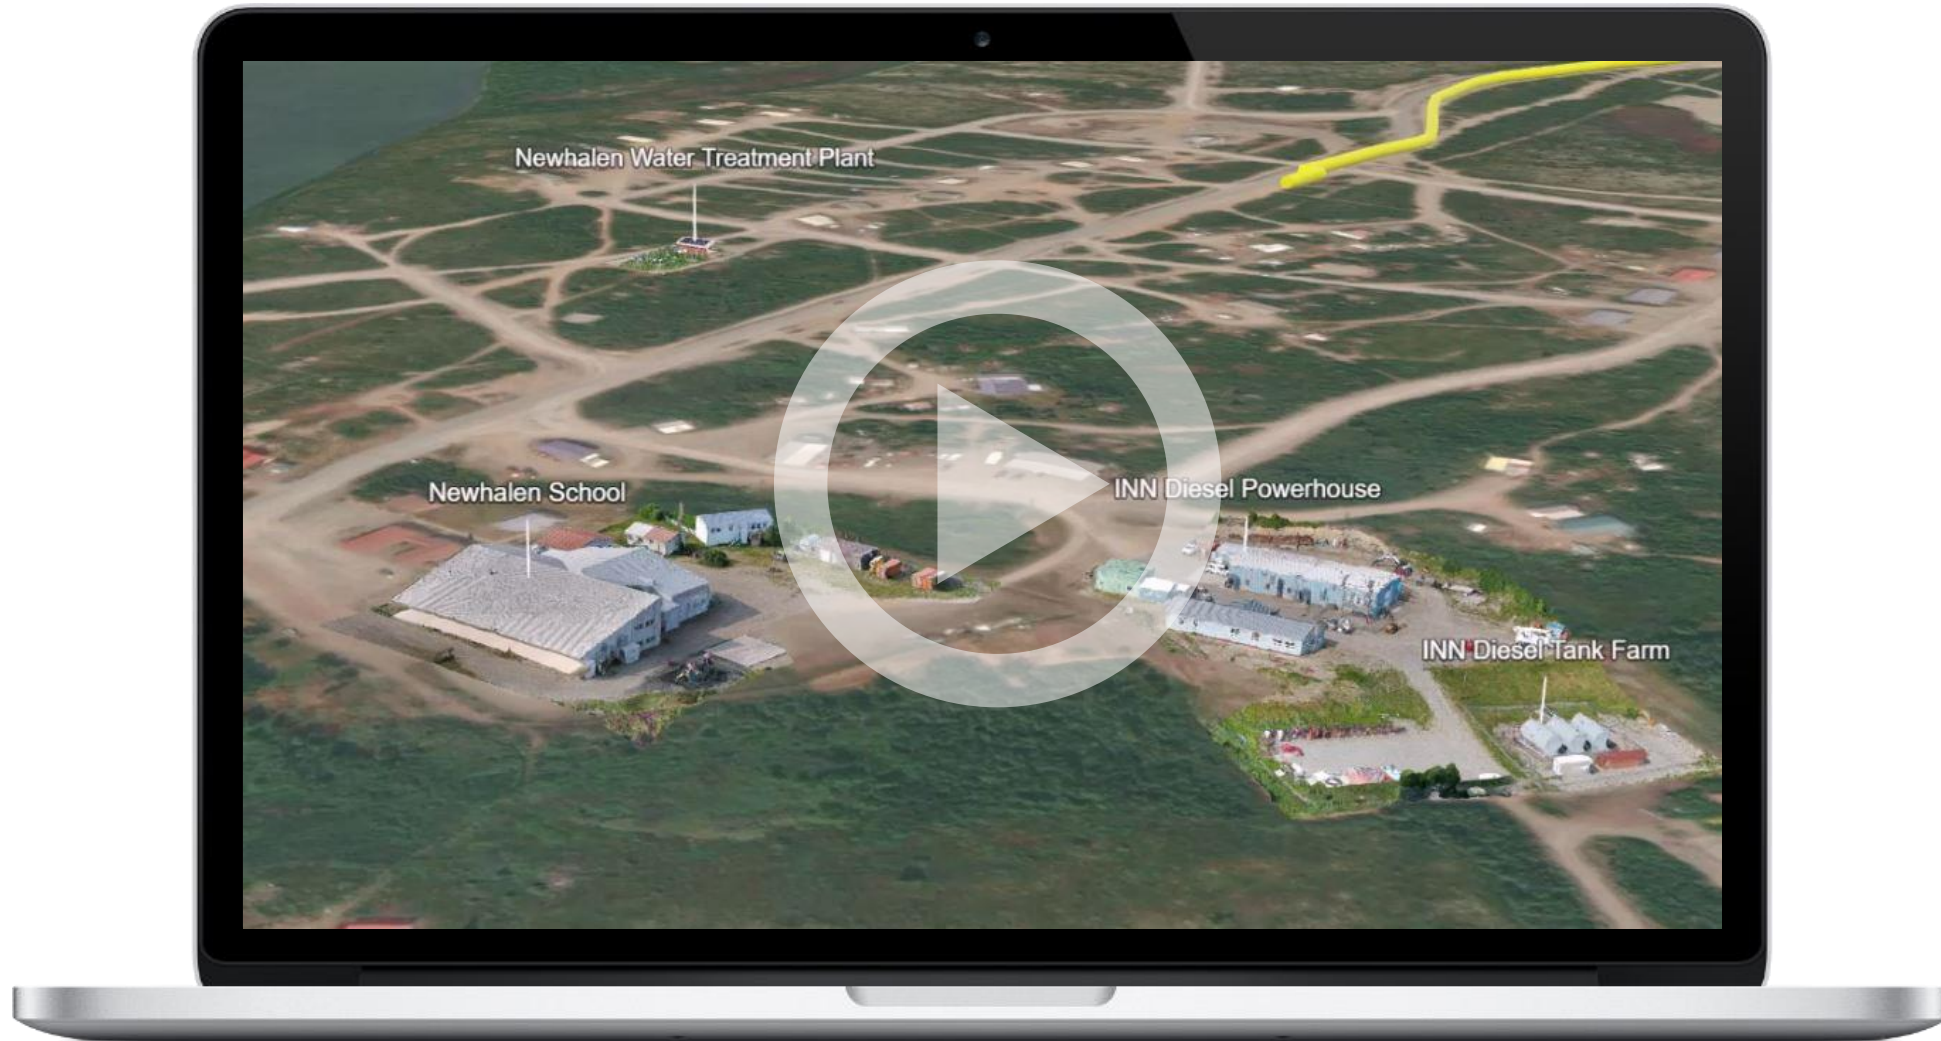 Newhalen Water Treatment Plant
Newhalen School
INN Diesel Powerhouse
INN Diesel Tank Farm